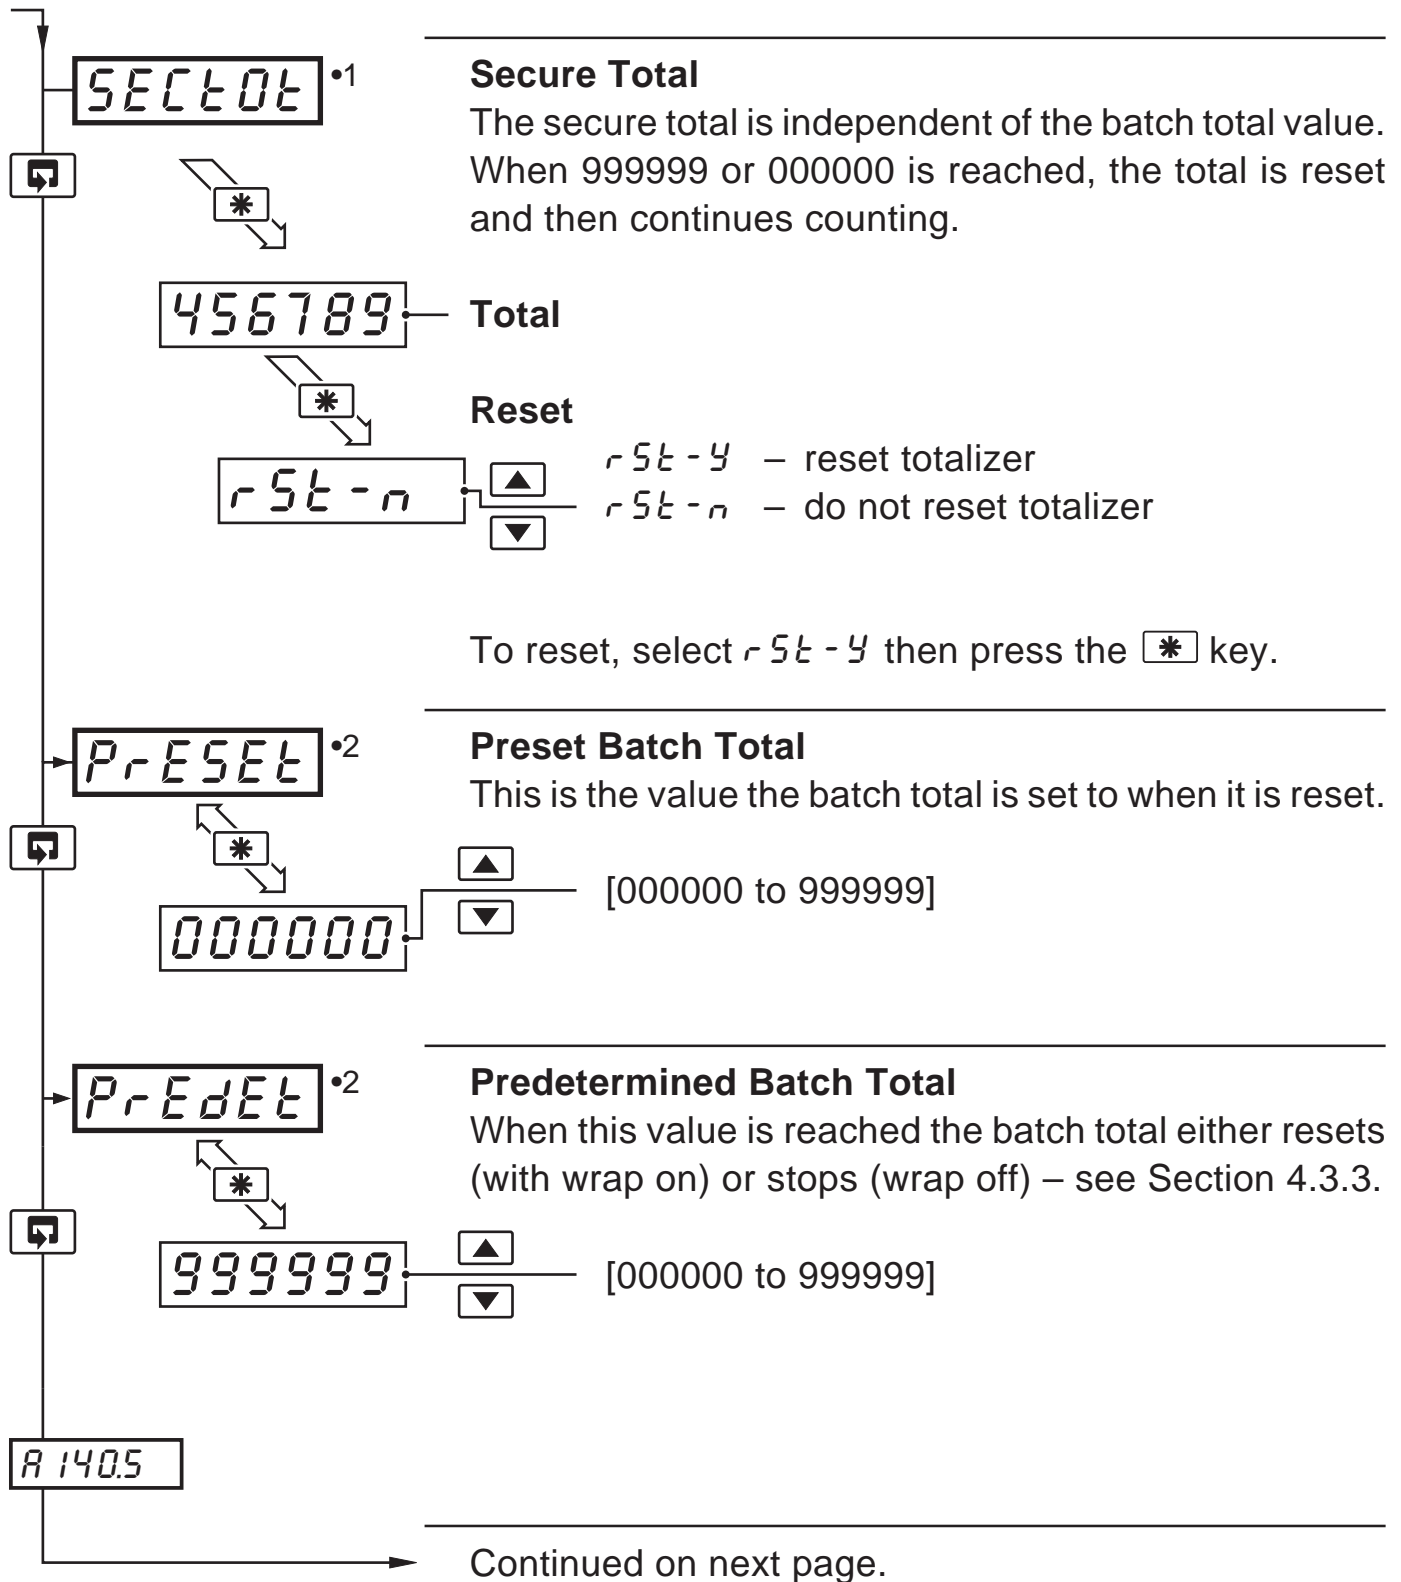 SECtOt •1
Secure Total
The secure total is independent of the batch total value.
When 999999 or 000000 is reached, the total is reset
and then continues counting.
456789
Total
Reset
rSt-Y – reset totalizer
rSt-n
rSt-n – do not reset totalizer
To reset, select rSt-Y then press the ✱ key.
PrESEt •2
Preset Batch Total
This is the value the batch total is set to when it is reset.
[000000 to 999999]
000000
PrEdEt •2
Predetermined Batch Total
When this value is reached the batch total either resets
(with wrap on) or stops (wrap off) – see Section 4.3.3.
999999
[000000 to 999999]
A 140.5
Continued on next page.